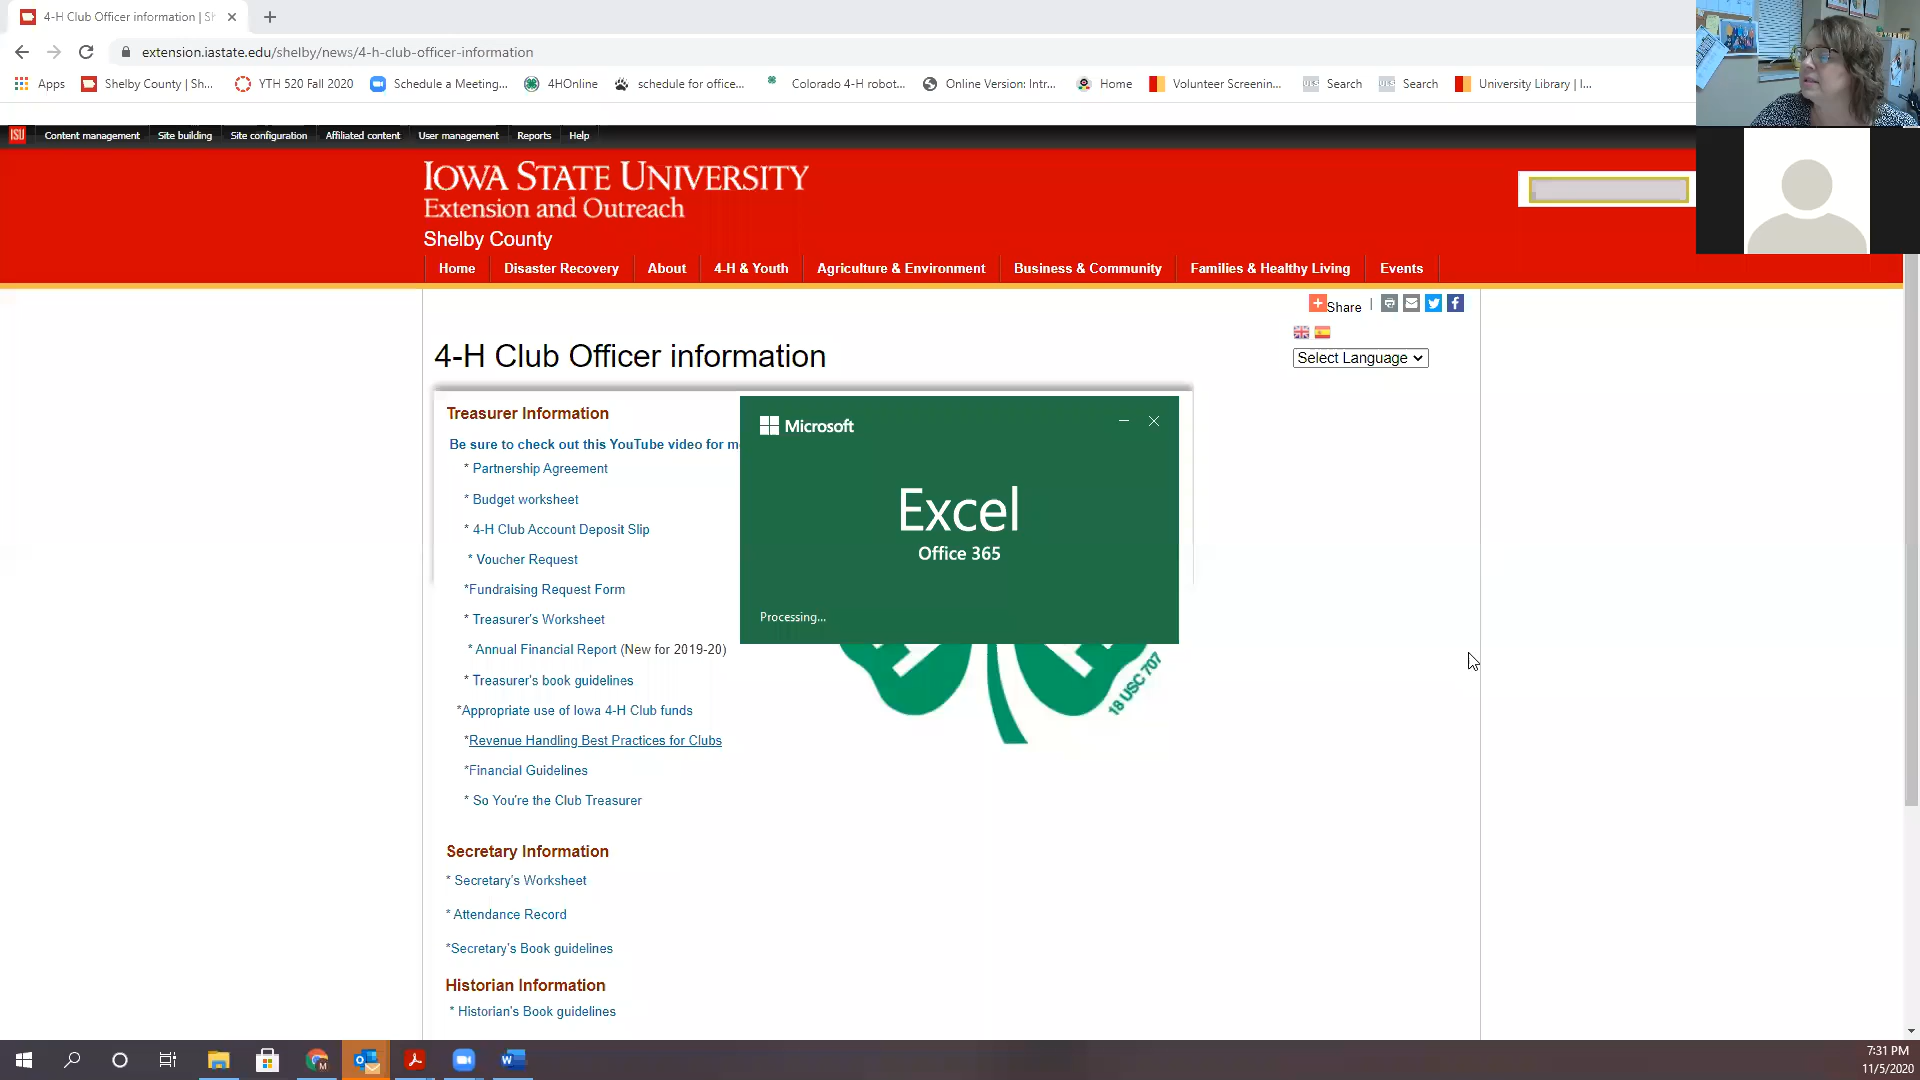 4-H Club Officer information | Sh
extension.iastate.edu/shelby/news/4-h-club-officer-information
Apps
Shelby County | Sh...
YTH 520 Fall 2020
Schedule a Meeting...
4HOnline
schedule for office...
Colorado 4-H robot...
Online Version: Intr...
Home
Volunteer Screenin...
Search
Search
University Library | I...
ISU
Content management
Site building
Site configuration
Affiliated content
User management
Reports
Help
IOWA STATE UNIVERSITY
Extension and Outreach
Shelby County
Home
Disaster Recovery
About
4-H & Youth
Agriculture & Environment
Business & Community
Families & Healthy Living
Events
Share |
Select Language
4-H Club Officer information
Treasurer Information
Be sure to check out this YouTube video for m
* Partnership Agreement
* Budget worksheet
* 4-H Club Account Deposit Slip
* Voucher Request
*Fundraising Request Form
* Treasurer's Worksheet
* Annual Financial Report (New for 2019-20)
* Treasurer's book guidelines
*Appropriate use of Iowa 4-H Club funds
*Revenue Handling Best Practices for Clubs
*Financial Guidelines
* So You're the Club Treasurer
Microsoft
Excel
Office 365
Processing...
18 USC 707
Secretary Information
* Secretary's Worksheet
* Attendance Record
*Secretary's Book guidelines
Historian Information
* Historian's Book guidelines
7:31 PM
11/5/2020